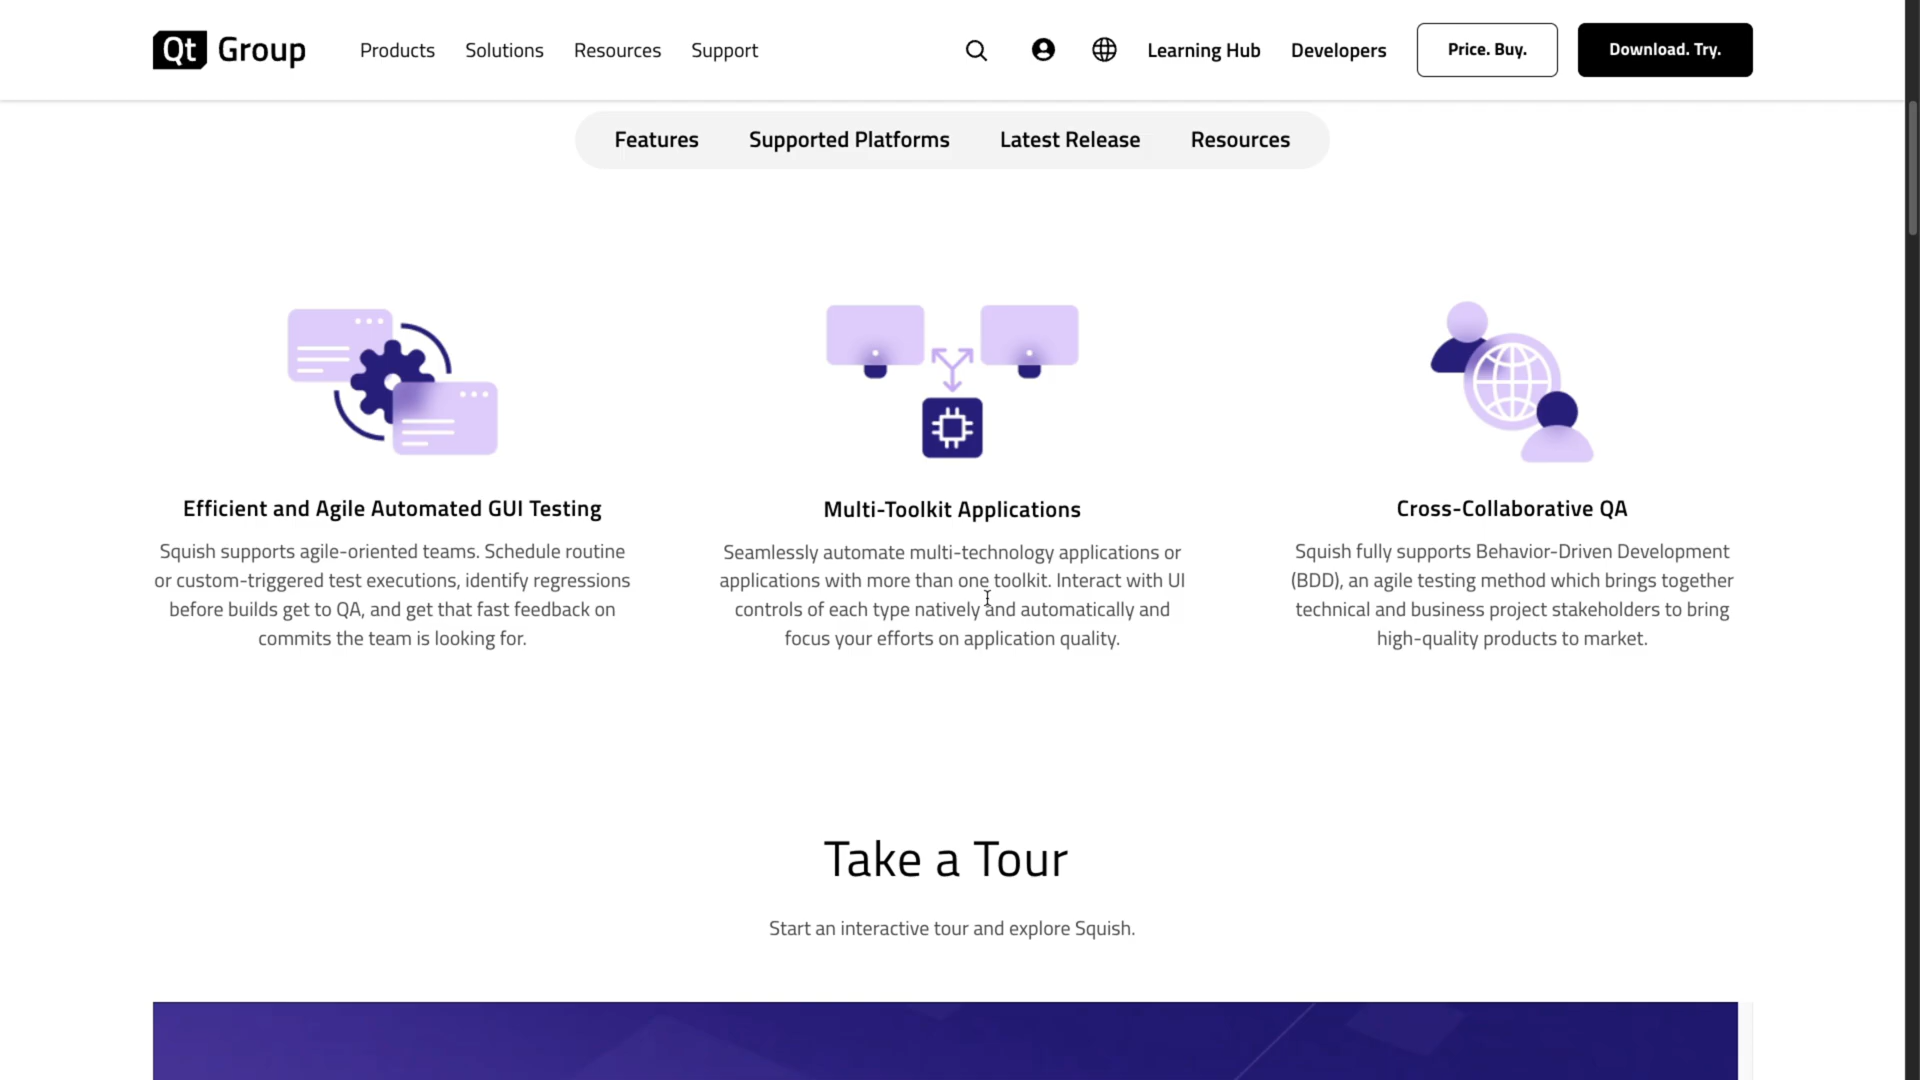 Qt Group
Products
Solutions
Resources
Support
Learning Hub
Developers
Price. Buy.
Download. Try.
Features
Supported Platforms
Latest Release
Resources
Efficient and Agile Automated GUI Testing
Squish supports agile-oriented teams. Schedule routine
or custom-triggered test executions, identify regressions
before builds get to QA, and get that fast feedback on
commits the team is looking for.
Multi-Toolkit Applications
Seamlessly automate multi-technology applications or
applications with more than one toolkit. Interact with UI
controls of each type natively and automatically and
focus your efforts on application quality.
Cross-Collaborative QA
Squish fully supports Behavior-Driven Development
(BDD), an agile testing method which brings together
technical and business project stakeholders to bring
high-quality products to market.
Take a Tour
Start an interactive tour and explore Squish.